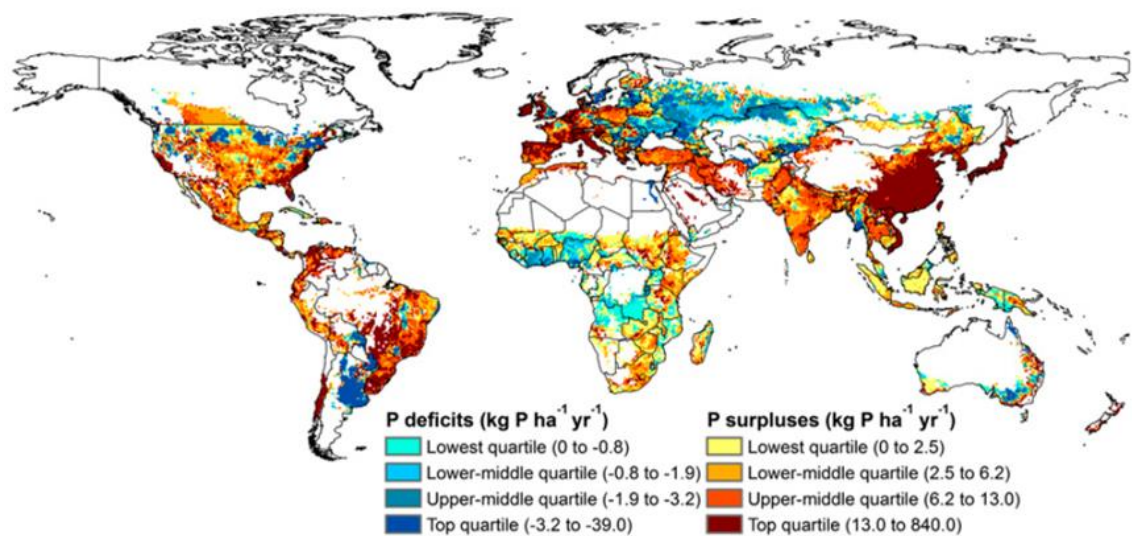 P deficits (kg P ha⁻¹ yr⁻¹)
Lowest quartile (0 to -0.8)
Lower-middle quartile (-0.8 to -1.9)
Upper-middle quartile (-1.9 to -3.2)
Top quartile (-3.2 to -39.0)
P surpluses (kg P ha⁻¹ yr⁻¹)
Lowest quartile (0 to 2.5)
Lower-middle quartile (2.5 to 6.2)
Upper-middle quartile (6.2 to 13.0)
Top quartile (13.0 to 840.0)